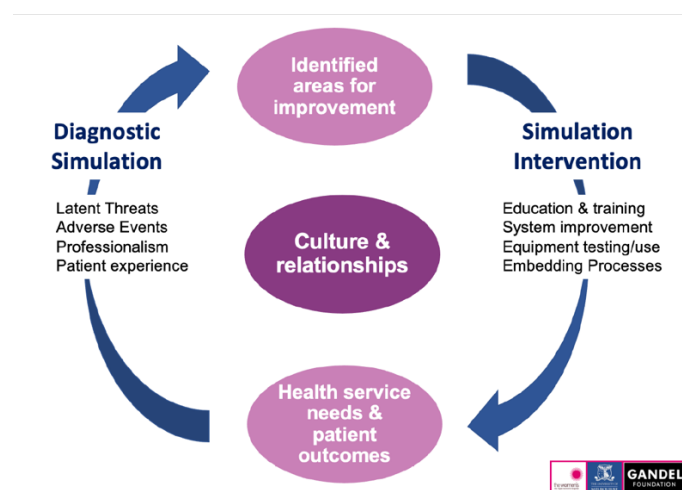 Identified
areas for
improvement
Diagnostic
Simulation
Latent Threats
Adverse Events
Professionalism
Patient experience
Culture &
relationships
Simulation
Intervention
Education & training
System improvement
Equipment testing/use
Embedding Processes
Health service
needs &
patient
outcomes
thewomen's
GANDEL
FOUNDATION